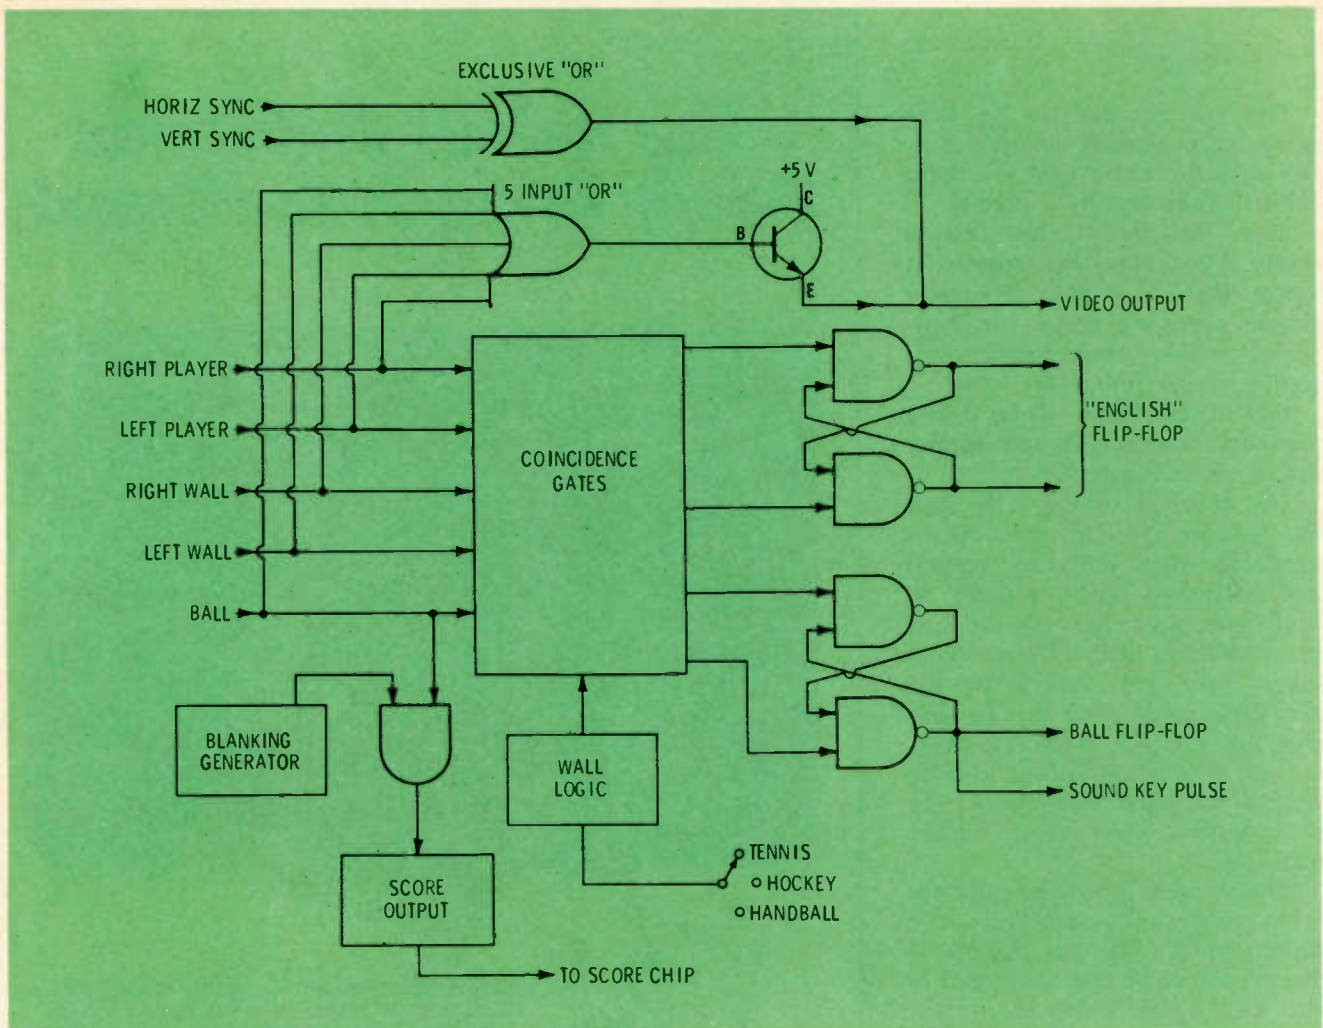 EXCLUSIVE "OR"
HORIZ SYNC
VERT SYNC
5 INPUT "OR"
+5 V
C
B
E
VIDEO OUTPUT
RIGHT PLAYER
LEFT PLAYER
RIGHT WALL
LEFT WALL
BALL
COINCIDENCE
GATES
"ENGLISH"
FLIP-FLOP
BLANKING
GENERATOR
WALL
LOGIC
BALL FLIP-FLOP
SOUND KEY PULSE
TENNIS
HOCKEY
HANDBALL
SCORE
OUTPUT
TO SCORE CHIP